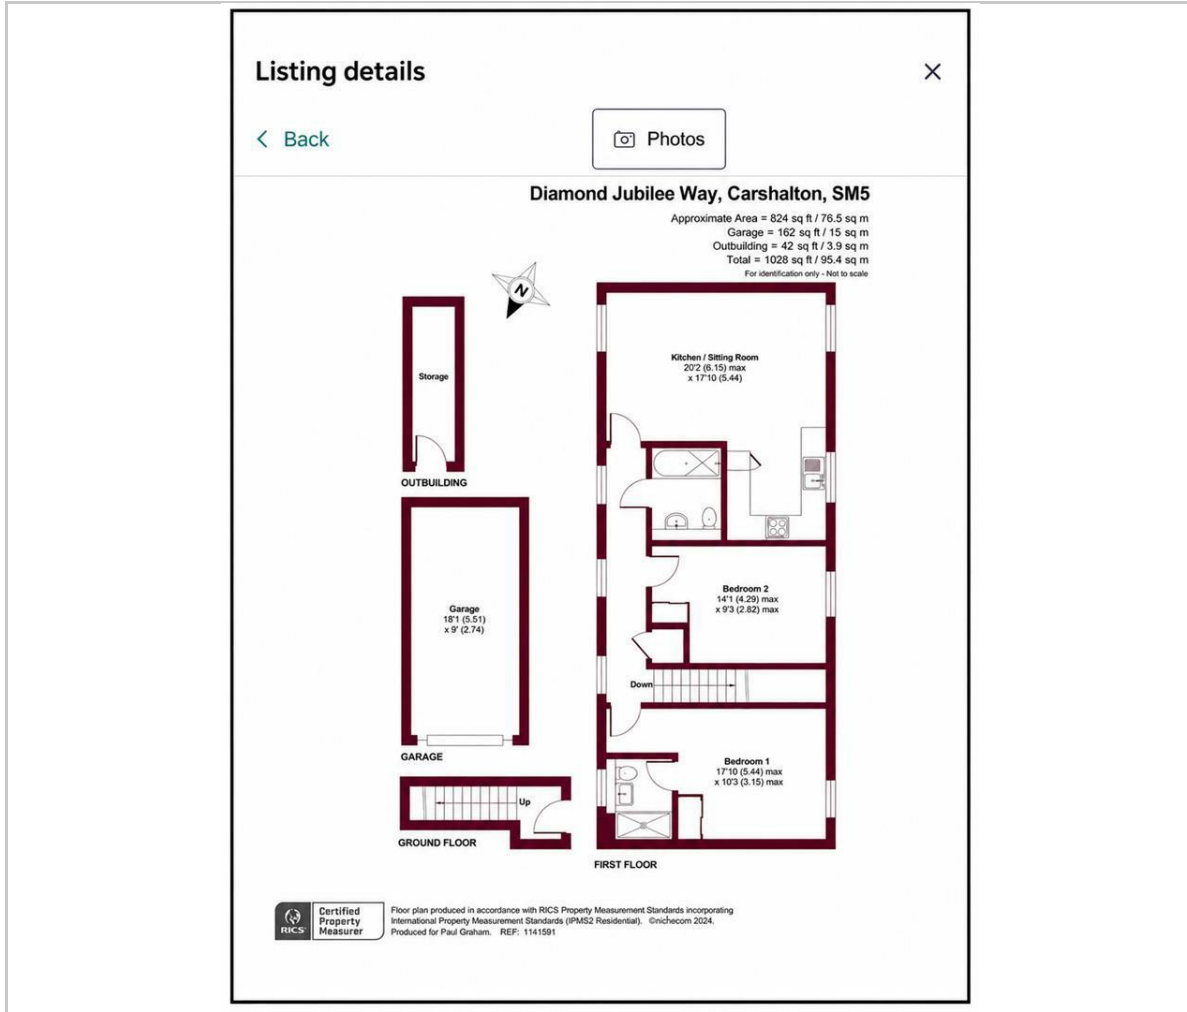 Listing details
Back
Photos
Diamond Jubilee Way, Carshalton, SM5
Approximate Area = 824 sq ft / 76.5 sq m
Garage = 162 sq ft / 15 sq m
Outbuilding = 42 sq ft / 3.9 sq m
Total = 1028 sq ft / 95.4 sq m
For identification only - Not to scale
N
Storage
OUTBUILDING
Kitchen / Sitting Room
20'2 (6.15) max
x 17'10 (5.44)
Garage
18'1 (5.51)
x 9' (2.74)
GARAGE
Bedroom 2
14'1 (4.29) max
x 9'3 (2.82) max
Down
Bedroom 1
17'10 (5.44) max
x 10'3 (3.15) max
Up
GROUND FLOOR
FIRST FLOOR
RICS
Certified
Property
Measurer
Floor plan produced in accordance with RICS Property Measurement Standards incorporating
International Property Measurement Standards (IPMS2 Residential). ©nichecom 2024.
Produced for Paul Graham. REF: 1141591